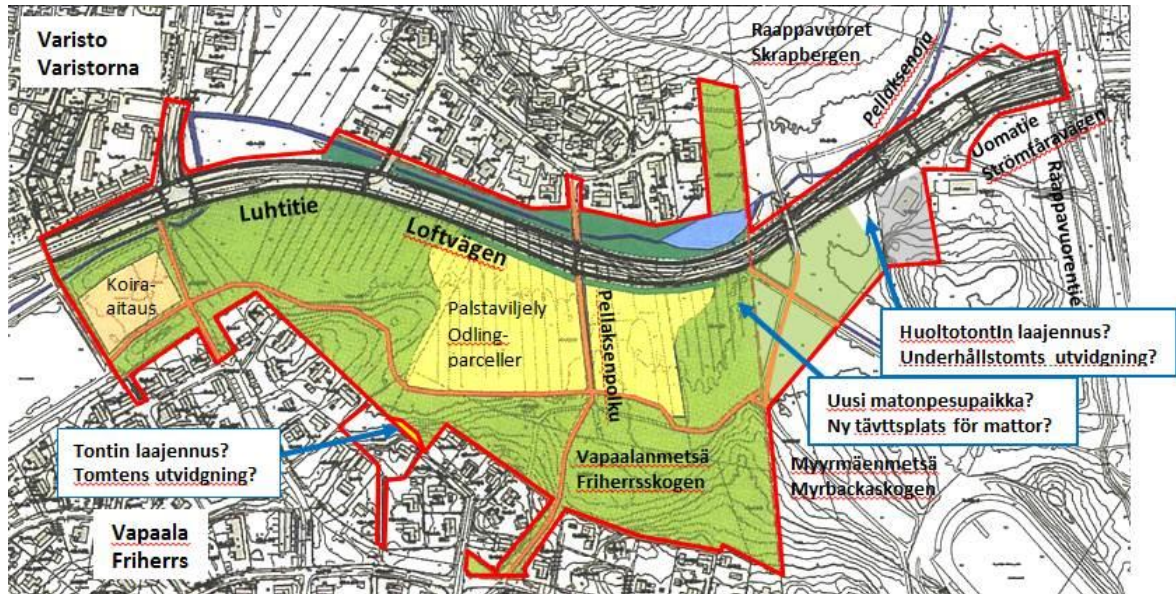 Varisto
Varistorna
Raappavuoret
Skrapbergen
Pellaksenoja
Jomatie
Strömfåravägen
Raappavuorentie
Luhtitie
Loftvägen
Koira-
aitaus
Palstaviljely
Odling-
parceller
Pellaksenpolku
HuoltotontIn laajennus?
Underhållstomts utvidgning?
Uusi matonpesupaikka?
Ny tävttsplats för mattor?
Tontin laajennus?
Tomtens utvidgning?
Vapaalanmetsä
Friherrsskogen
Myyrmäenmetsä
Myrbackaskogen
Vapaala
Friherrs